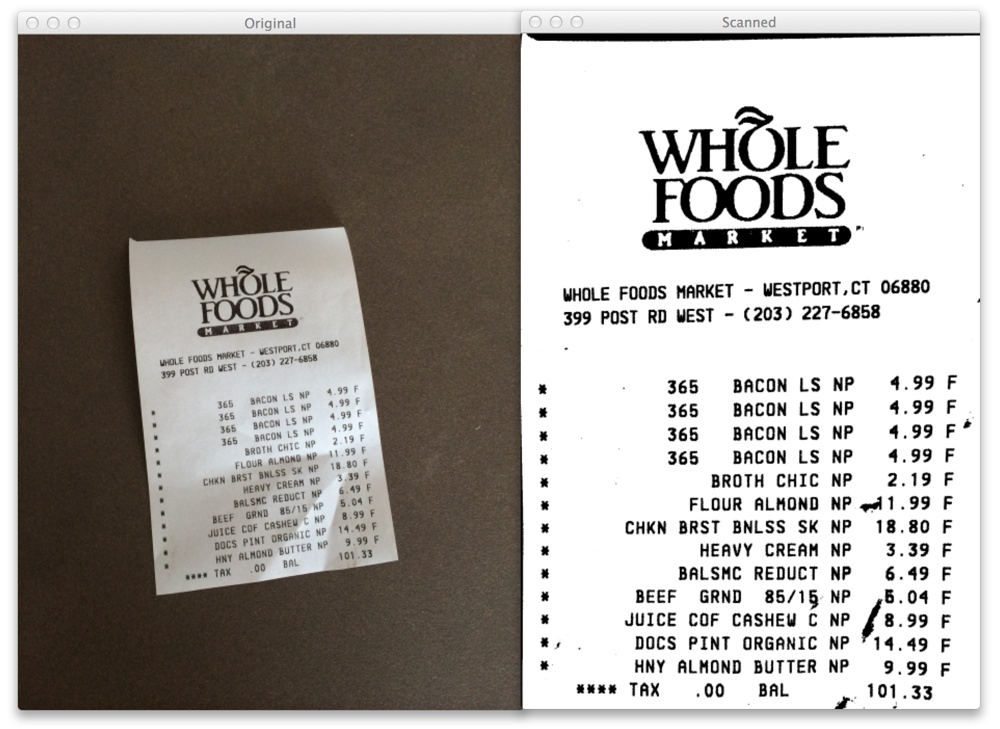 Original
WHOLE
FOODS
MARKET
WHOLE FOODS MARKET - WESTPORT,CT 06880
399 POST RD WEST - (203) 227-6858
* 365 BACON LS NP 4.99 F
* 365 BACON LS NP 4.99 F
* 365 BACON LS NP 4.99 F
* 365 BACON LS NP 4.99 F
* BROTH CHIC NP 2.19 F
* FLOUR ALMOND NP 11.99 F
* CHKN BRST BNLSS SK NP 18.80 F
* HEAVY CREAM NP 3.39 F
* BALSMC REDUCT NP 6.49 F
* BEEF GRND 85/15 NP 5.04 F
* JUICE COF CASHEW C NP 8.99 F
* DOCS PINT ORGANIC NP 14.49 F
* HNY ALMOND BUTTER NP 9.99 F
**** TAX .00 BAL 101.33
Scanned
WHOLE
FOODS
MARKET
WHOLE FOODS MARKET - WESTPORT,CT 06880
399 POST RD WEST - (203) 227-6858
* 365 BACON LS NP 4.99 F
* 365 BACON LS NP 4.99 F
* 365 BACON LS NP 4.99 F
* 365 BACON LS NP 4.99 F
* BROTH CHIC NP 2.19 F
* FLOUR ALMOND NP 11.99 F
* CHKN BRST BNLSS SK NP 18.80 F
* HEAVY CREAM NP 3.39 F
* BALSMC REDUCT NP 6.49 F
* BEEF GRND 85/15 NP 5.04 F
* JUICE COF CASHEW C NP 8.99 F
* DOCS PINT ORGANIC NP 14.49 F
* HNY ALMOND BUTTER NP 9.99 F
**** TAX .00 BAL 101.33